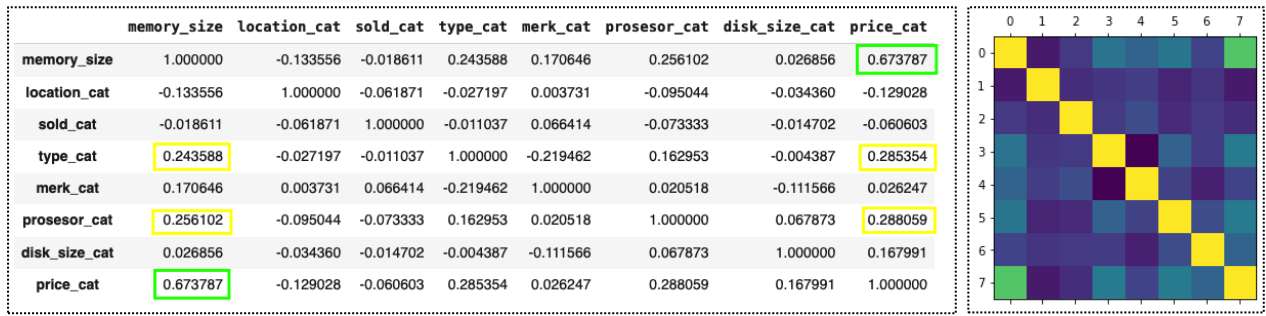 memory_size location_cat sold_cat type_cat merk_cat prosesor_cat disk_size_cat price_cat
memory_size 1.000000 -0.133556 -0.018611 0.243588 0.170646 0.256102 0.026856 0.673787
location_cat -0.133556 1.000000 -0.061871 -0.027197 0.003731 -0.095044 -0.034360 -0.129028
sold_cat -0.018611 -0.061871 1.000000 -0.011037 0.066414 -0.073333 -0.014702 -0.060603
type_cat 0.243588 -0.027197 -0.011037 1.000000 -0.219462 0.162953 -0.004387 0.285354
merk_cat 0.170646 0.003731 0.066414 -0.219462 1.000000 0.020518 -0.111566 0.026247
prosesor_cat 0.256102 -0.095044 -0.073333 0.162953 0.020518 1.000000 0.067873 0.288059
disk_size_cat 0.026856 -0.034360 -0.014702 -0.004387 -0.111566 0.067873 1.000000 0.167991
price_cat 0.673787 -0.129028 -0.060603 0.285354 0.026247 0.288059 0.167991 1.000000
0 1 2 3 4 5 6 7
0
1
2
3
4
5
6
7